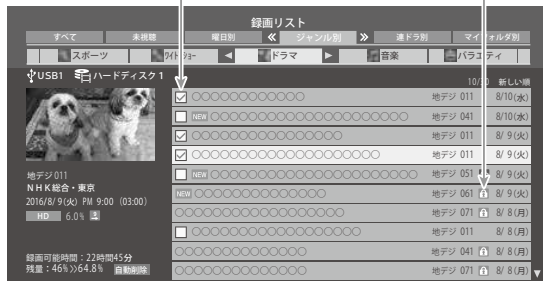 録画リスト
すべて 未視聴 曜日別 ≪ ジャンル別 ≫ 連ドラ別 マイフォルダ別
スポーツ ワイドショー ◀ ドラマ ▶ 音楽 バラエティ
USB1 ハードディスク1
10/30 新しい順
○○○○○○○○○○○○ 地デジ 011 8/10(水)
NEW ○○○○○○○○○○○○○○○○○○○○○○ 地デジ 041 8/10(水)
○○○○○○○○○○○○○○○○ 地デジ 011 8/ 9(火)
○○○○○○○○○○○○○○○○○○○○ 地デジ 011 8/ 9(火)
NEW ○○○○○○○○○○○○○○○○○○○○○○○ 地デジ 051 8/ 9(火)
NEW ○○○○○○○○○○○○○○ 地デジ 061 8/ 9(火)
○○○○○○○○○○○○○○○○○○ 地デジ 071 8/ 8(月)
○○○○○○○○○○○○○○○ 地デジ 011 8/ 8(月)
○○○○○○○○○○○○○○ 地デジ 041 8/ 8(月)
○○○○○○○○○○○○○○ 地デジ 071 8/ 8(月)
地デジ 011
NHK総合・東京
2016/ 8/ 9(火) PM 9:00 (03:00)
HD 6.0%
録画可能時間：22時間45分
残量：46%≫64.8% 自動削除